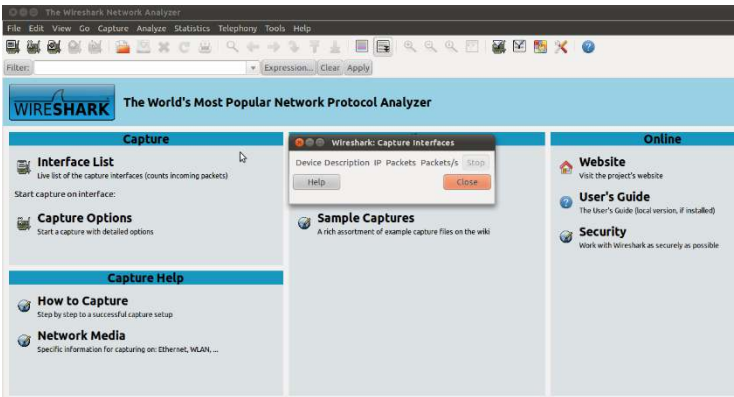 The Wireshark Network Analyzer
File Edit View Go Capture Analyze Statistics Telephony Tools Help
Filter: Expression... Clear Apply
WIRESHARK The World's Most Popular Network Protocol Analyzer
Capture
Interface List
Live list of the capture interfaces (counts incoming packets)
Start capture on interface:
Capture Options
Start a capture with detailed options
Capture Help
How to Capture
Step by step to a successful capture setup
Network Media
Specific information for capturing on: Ethernet, WLAN, ...
Wireshark: Capture Interfaces
Device Description IP Packets Packets/s Stop
Help Close
Sample Captures
A rich assortment of example capture files on the wiki
Online
Website
Visit the project's website
User's Guide
The User's Guide (local version, if installed)
Security
Work with Wireshark as securely as possible